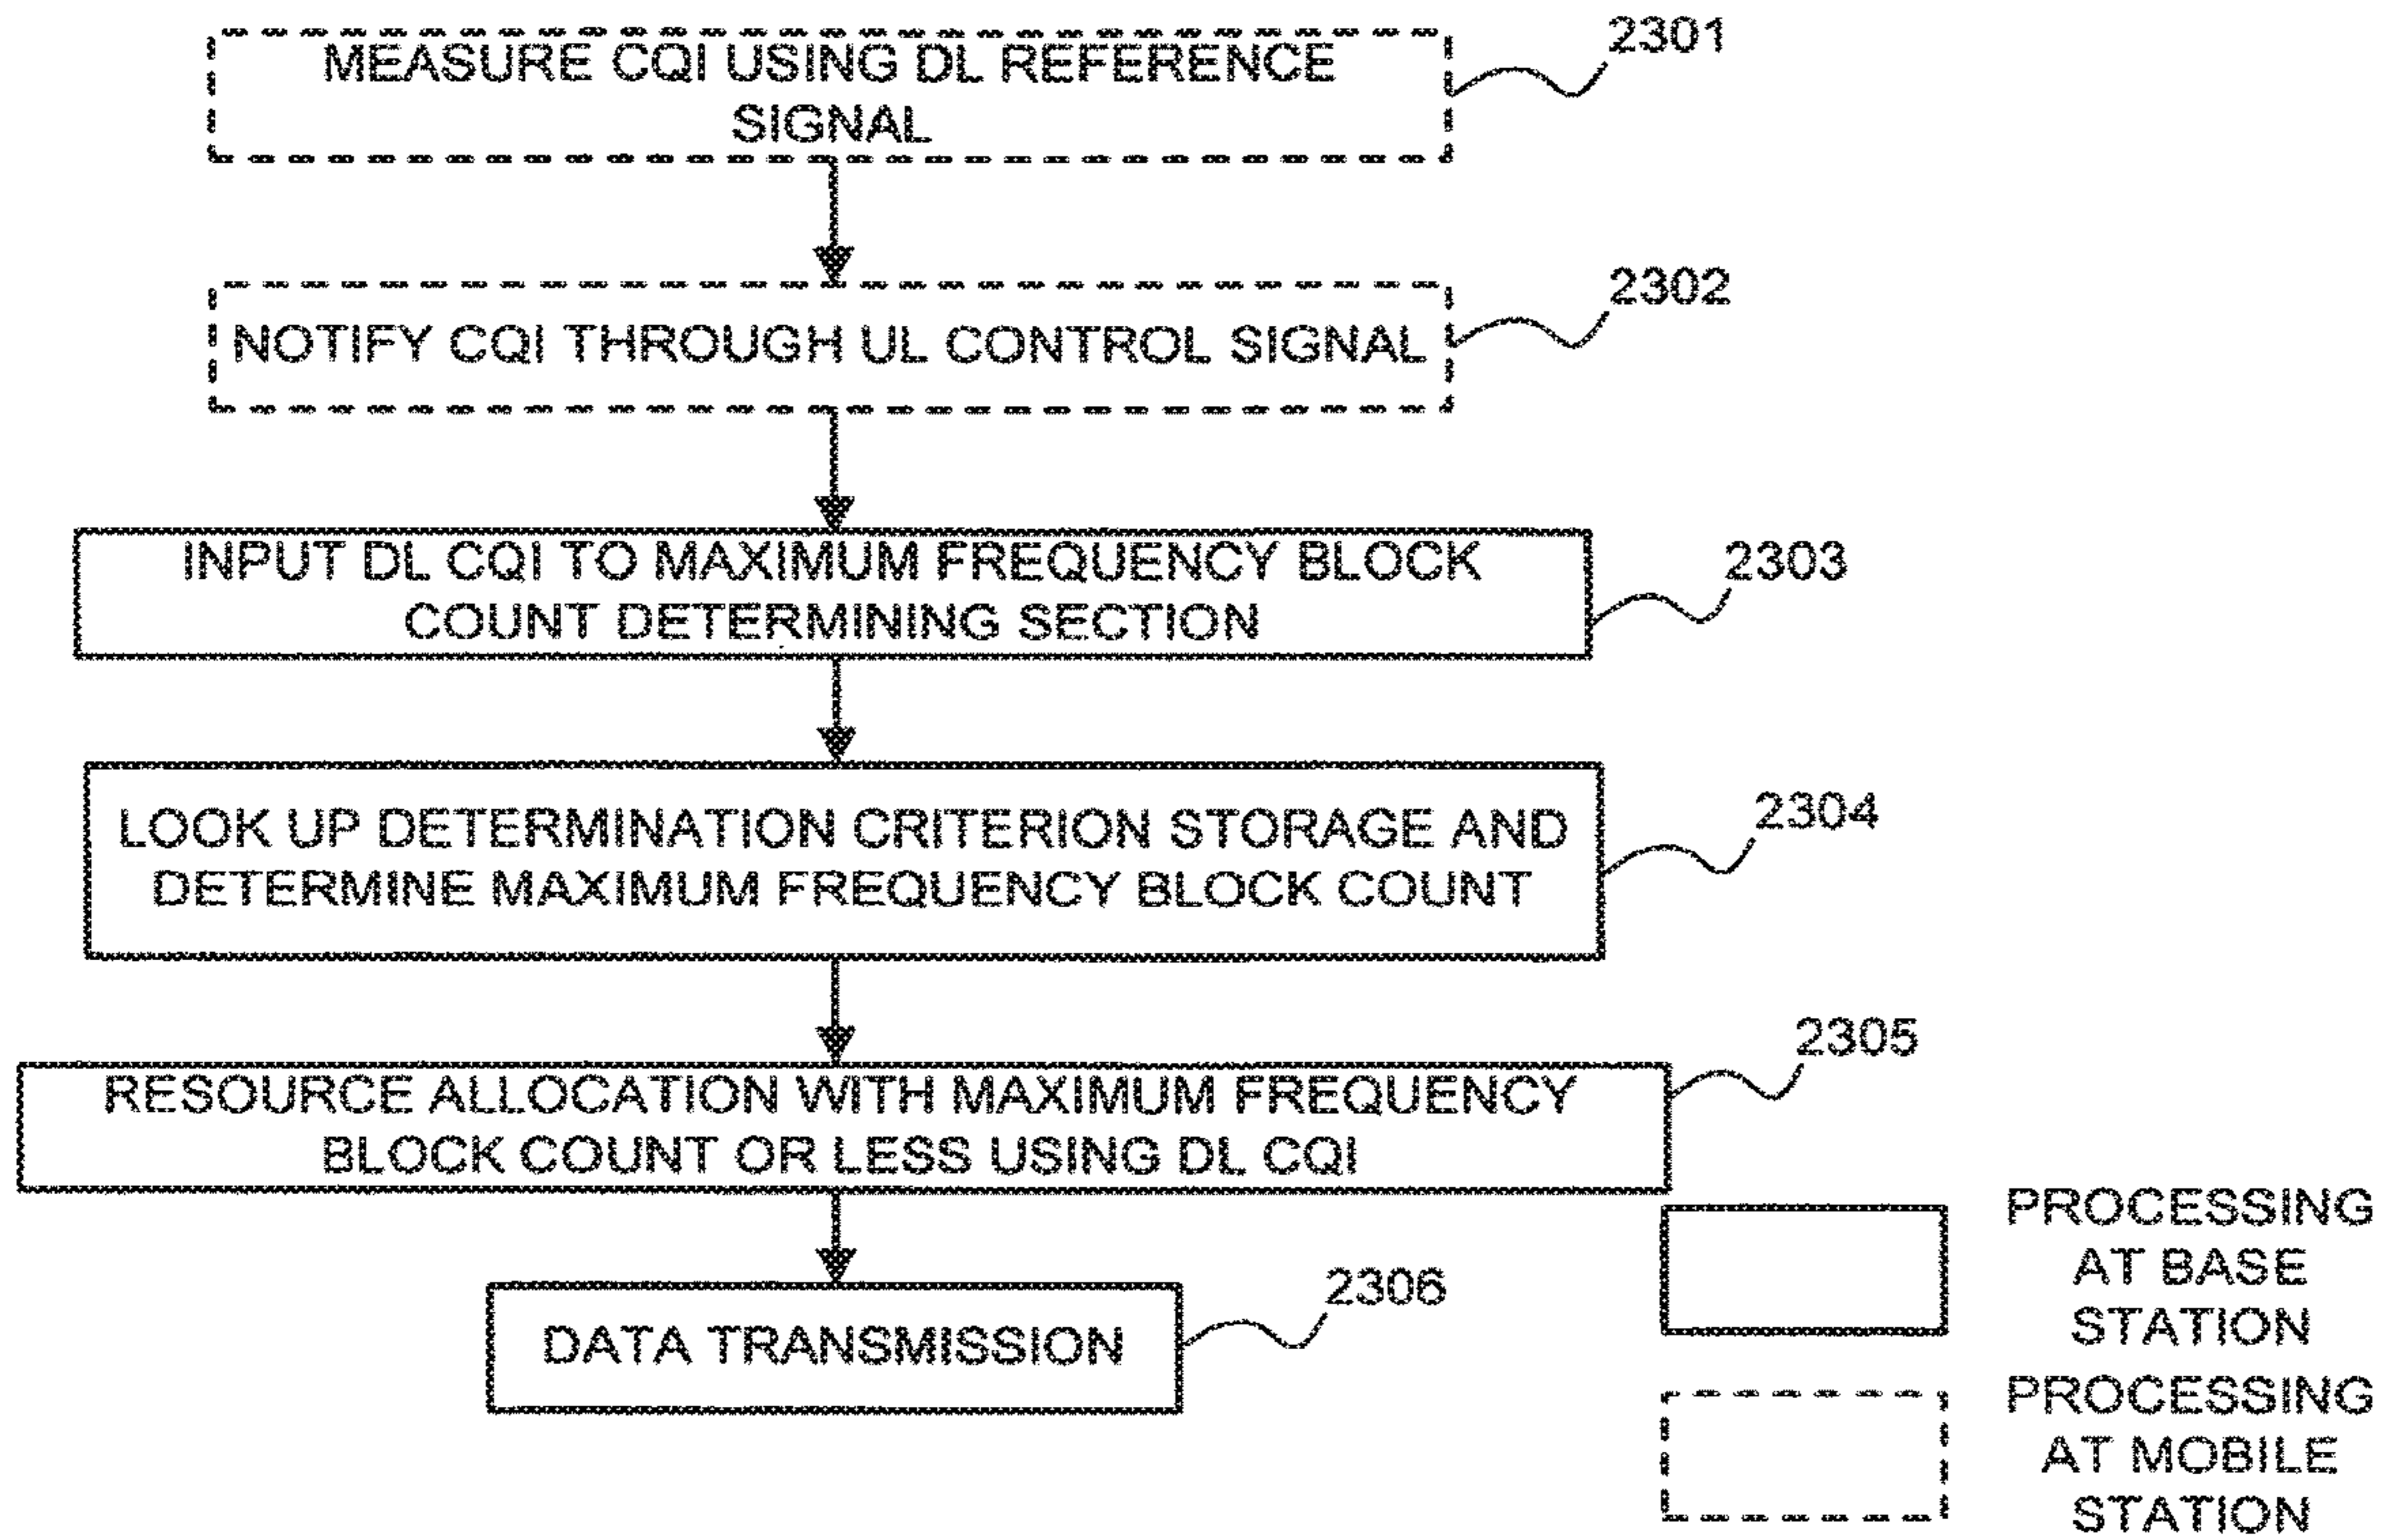 MEASURE CQI USING DL REFERENCE
SIGNAL
2301
NOTIFY CQI THROUGH UL CONTROL SIGNAL
2302
INPUT DL CQI TO MAXIMUM FREQUENCY BLOCK
COUNT DETERMINING SECTION
2303
LOOK UP DETERMINATION CRITERION STORAGE AND
DETERMINE MAXIMUM FREQUENCY BLOCK COUNT
2304
RESOURCE ALLOCATION WITH MAXIMUM FREQUENCY
BLOCK COUNT OR LESS USING DL CQI
2305
DATA TRANSMISSION
2306
PROCESSING
AT BASE
STATION
PROCESSING
AT MOBILE
STATION